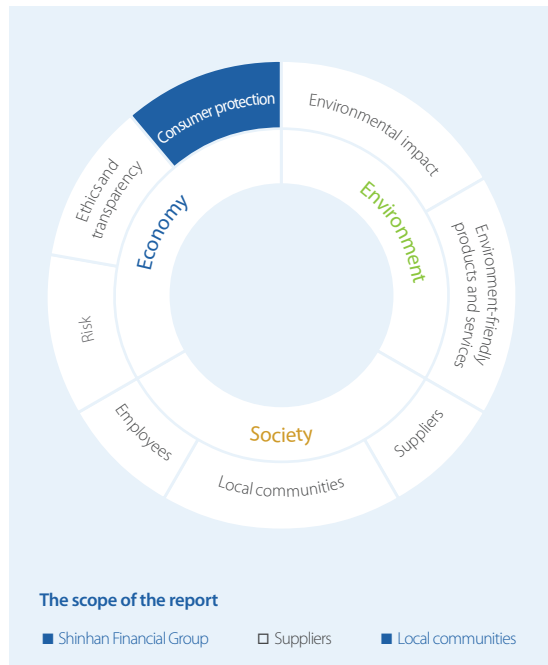 Consumer protection
Environmental impact
Environment-friendly
products and services
Suppliers
Local communities
Employees
Risk
Ethics and
transparency
Economy
Environment
Society
The scope of the report
Shinhan Financial Group
Suppliers
Local communities